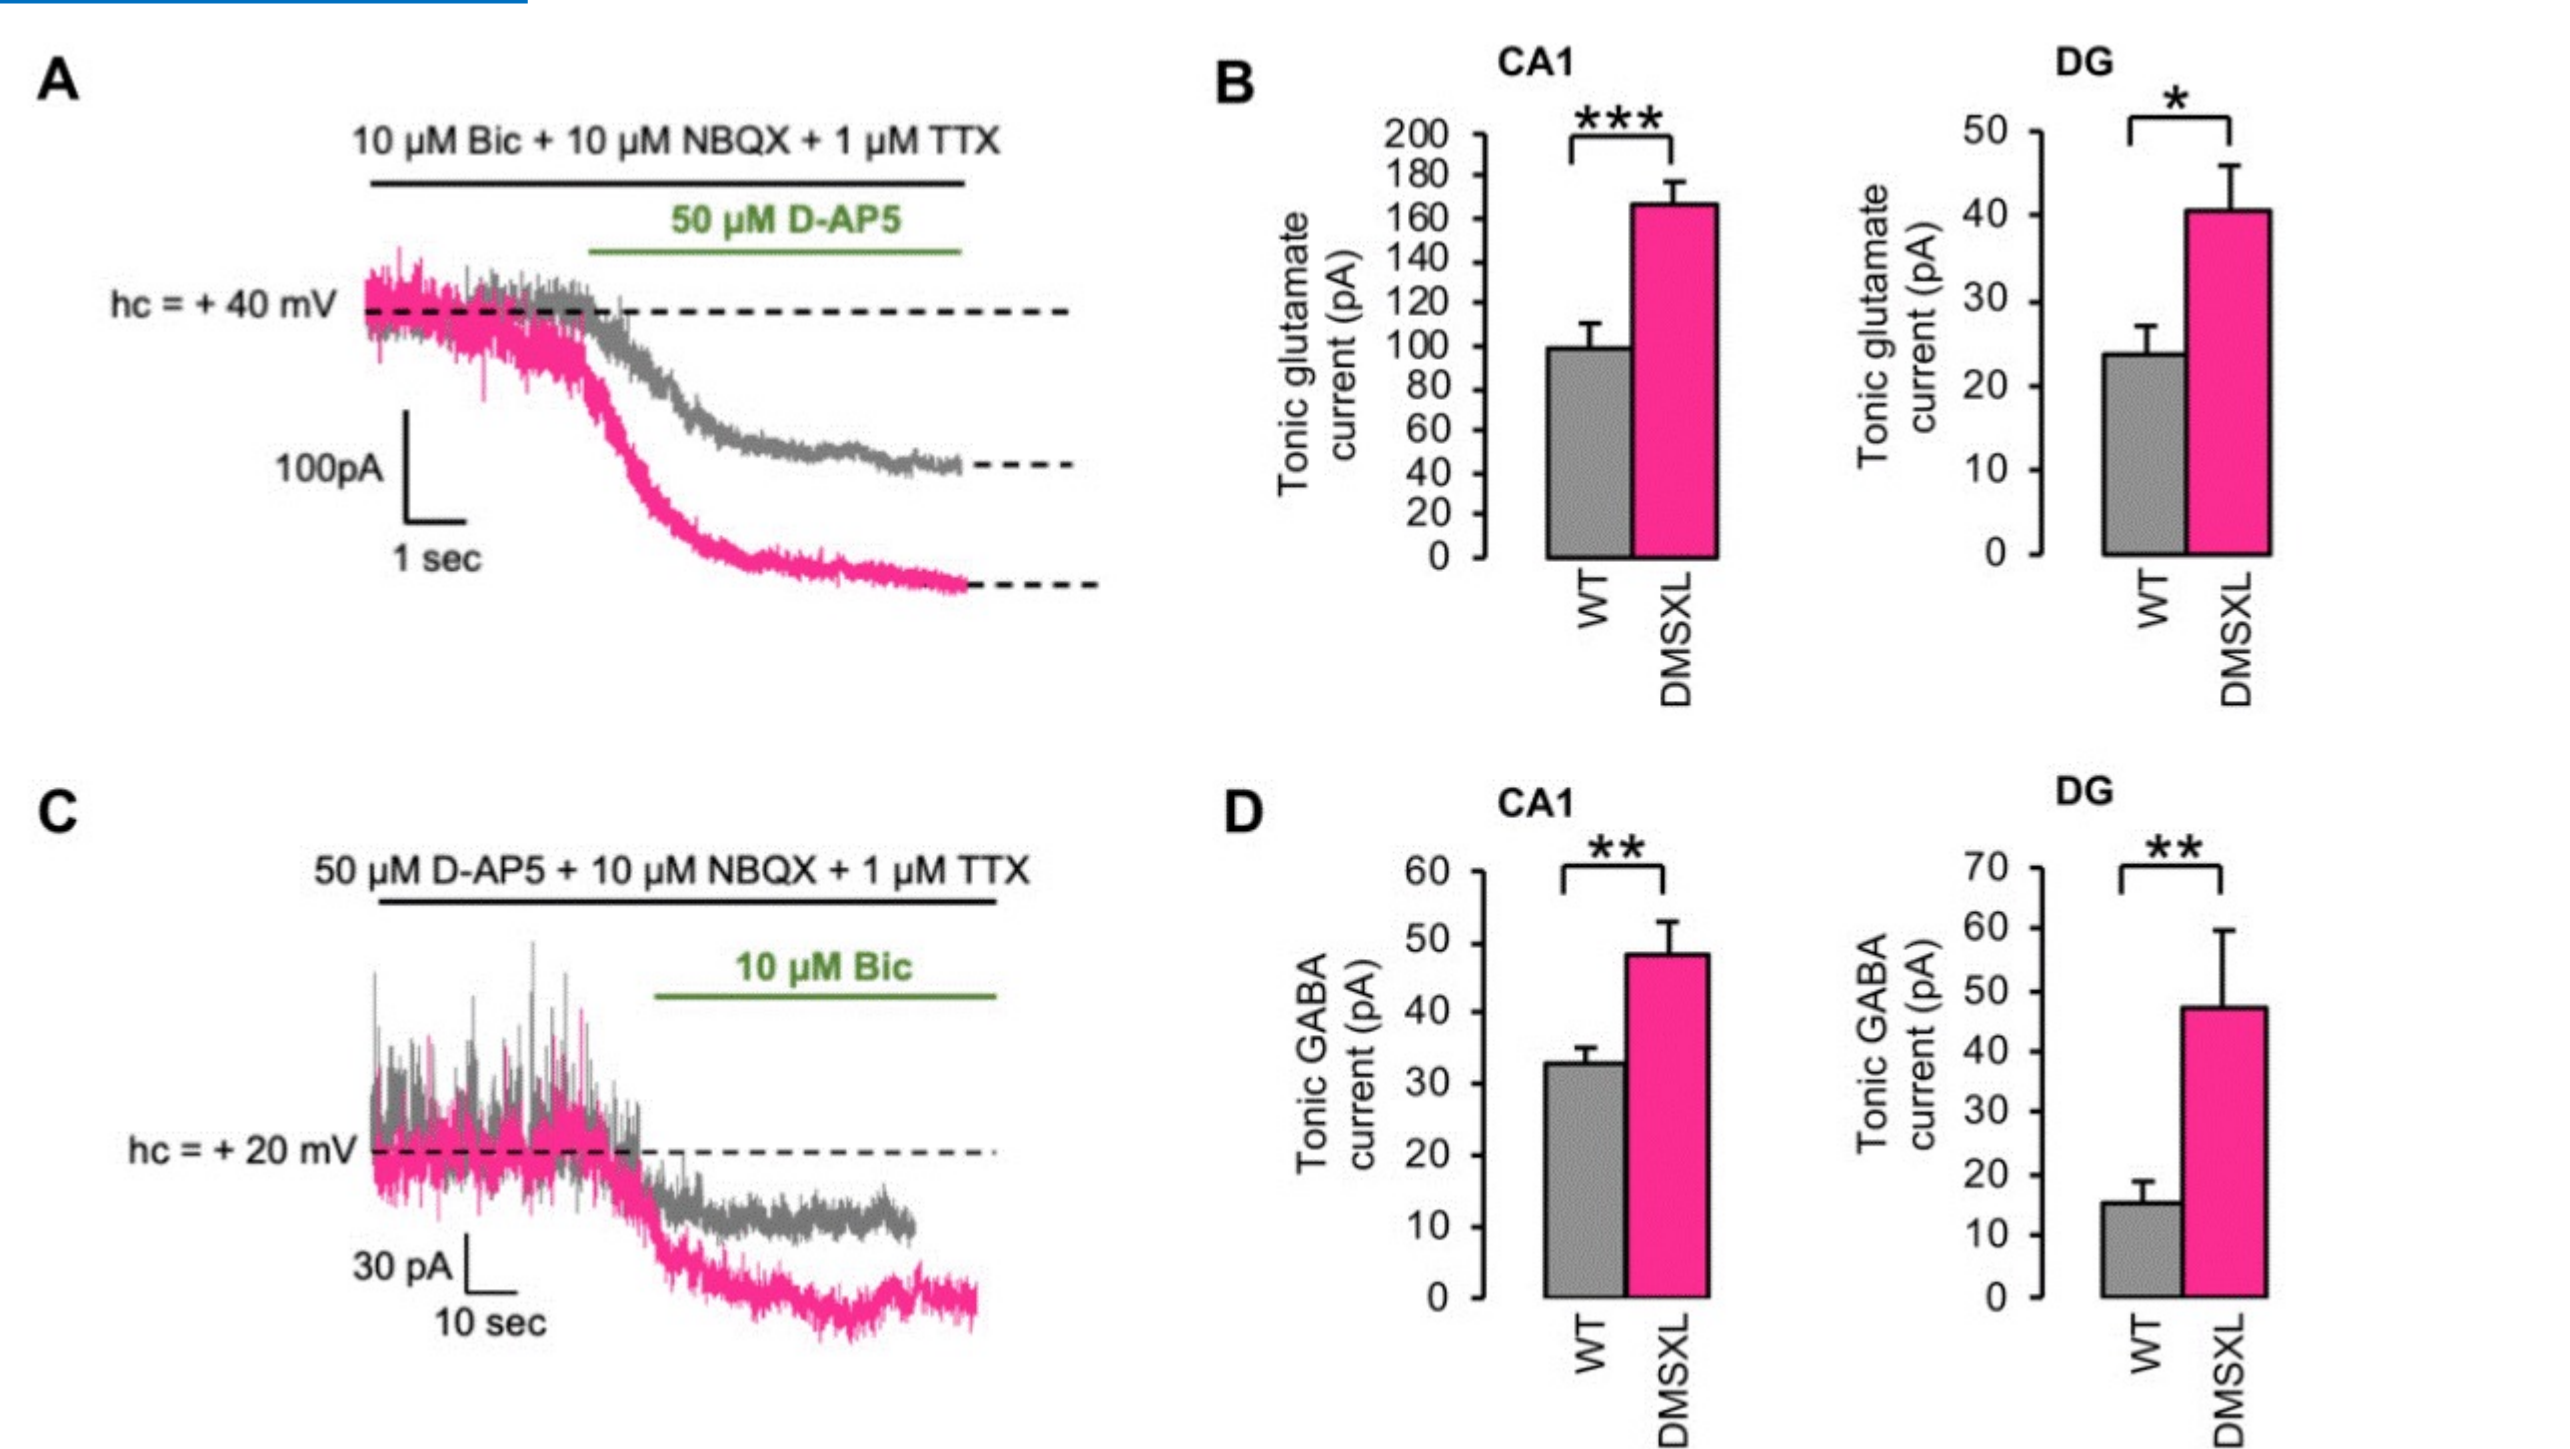 A
10 µM Bic + 10 µM NBQX + 1 µM TTX
50 µM D-AP5
hc = + 40 mV
100pA
1 sec
B
CA1
***
Tonic glutamate
current (pA)
200
180
160
140
120
100
80
60
40
20
0
WT
DMSXL
DG
*
Tonic glutamate
current (pA)
50
40
30
20
10
0
WT
DMSXL
C
50 µM D-AP5 + 10 µM NBQX + 1 µM TTX
10 µM Bic
hc = + 20 mV
30 pA
10 sec
D
CA1
**
Tonic GABA
current (pA)
60
50
40
30
20
10
0
WT
DMSXL
DG
**
Tonic GABA
current (pA)
70
60
50
40
30
20
10
0
WT
DMSXL